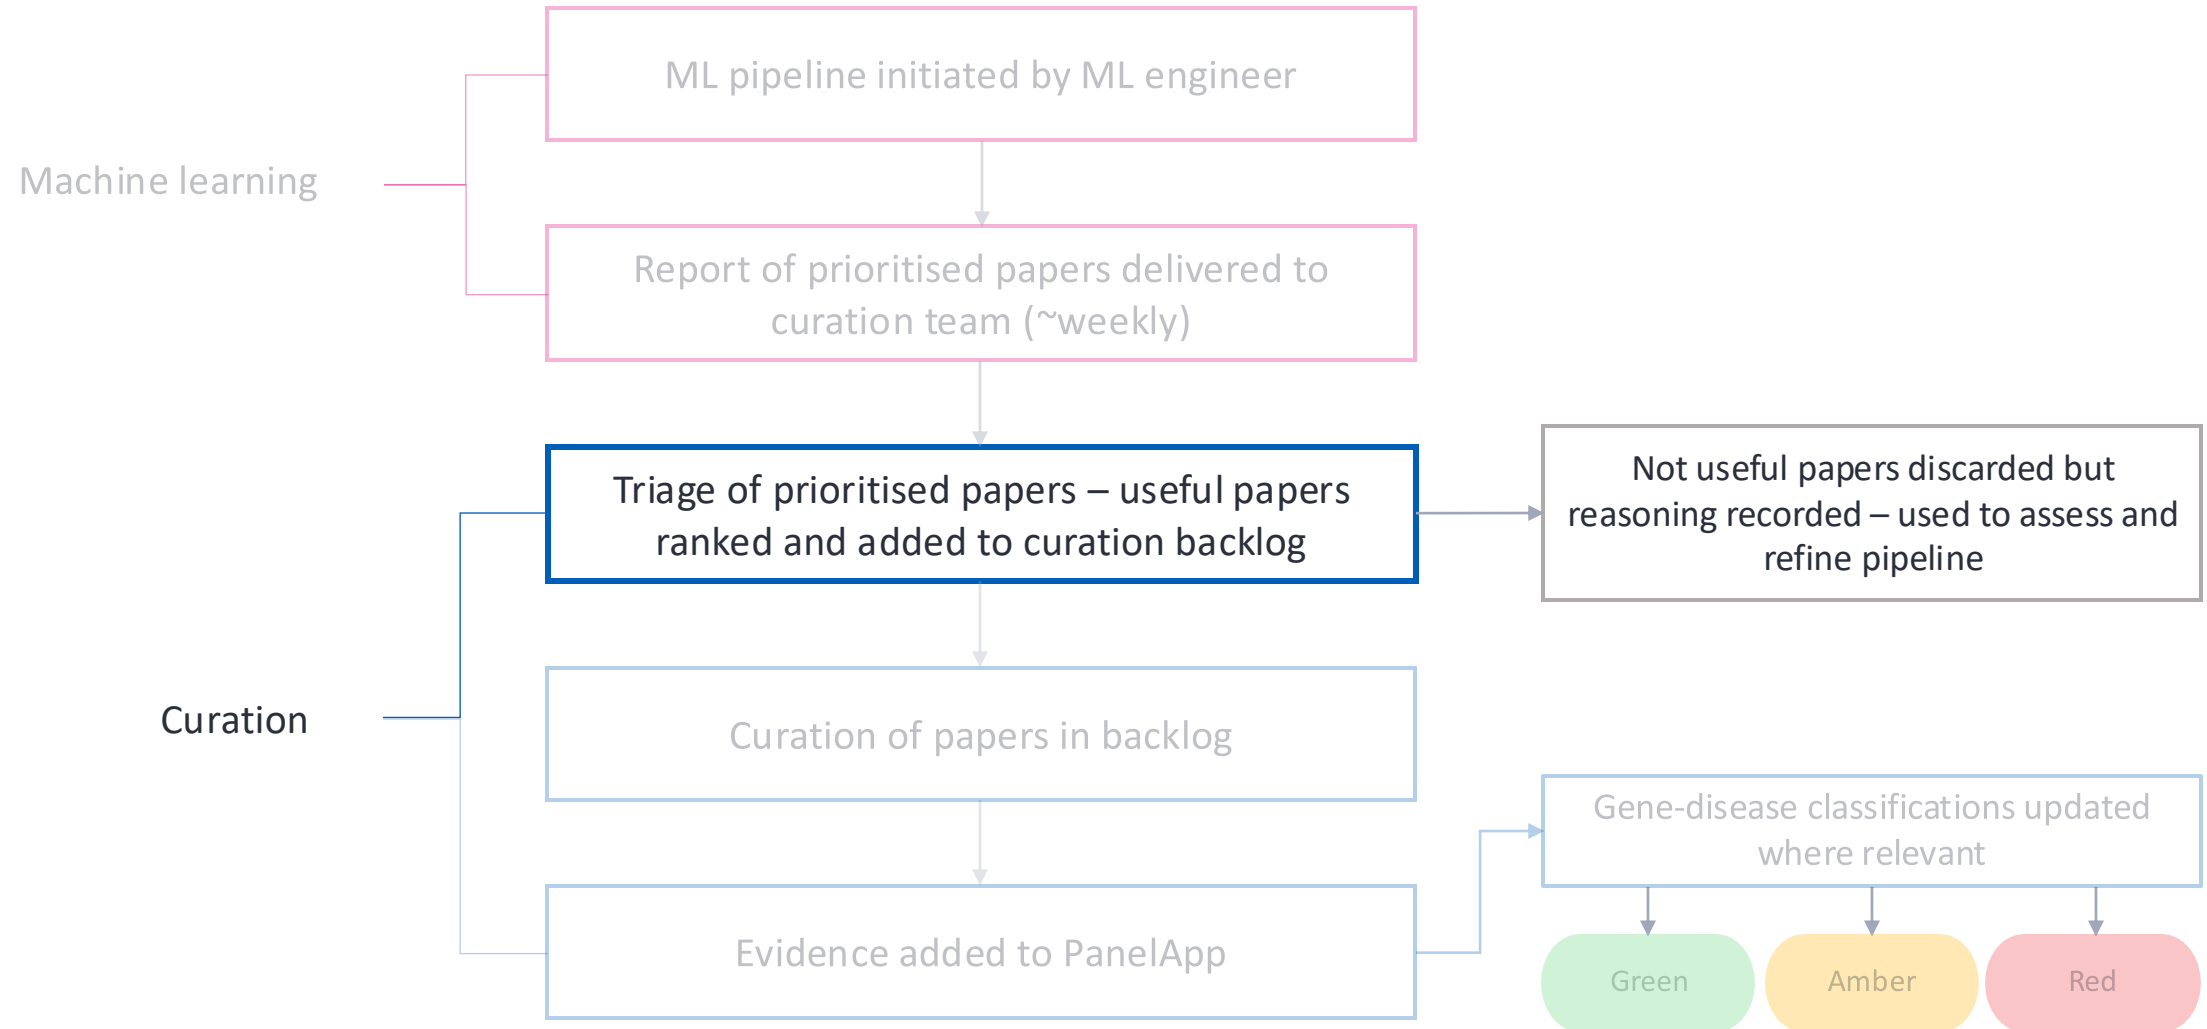 ML pipeline initiated by ML engineer
Machine learning
Report of prioritised papers delivered to
curation team (~weekly)
Triage of prioritised papers – useful papers
ranked and added to curation backlog
Not useful papers discarded but
reasoning recorded – used to assess and
refine pipeline
Curation
Curation of papers in backlog
Gene-disease classifications updated
where relevant
Evidence added to PanelApp
Green
Amber
Red